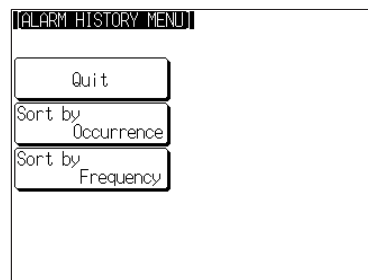 [ALARM HISTORY MENU]
Quit
Sort by
Occurrence
Sort by
Frequency